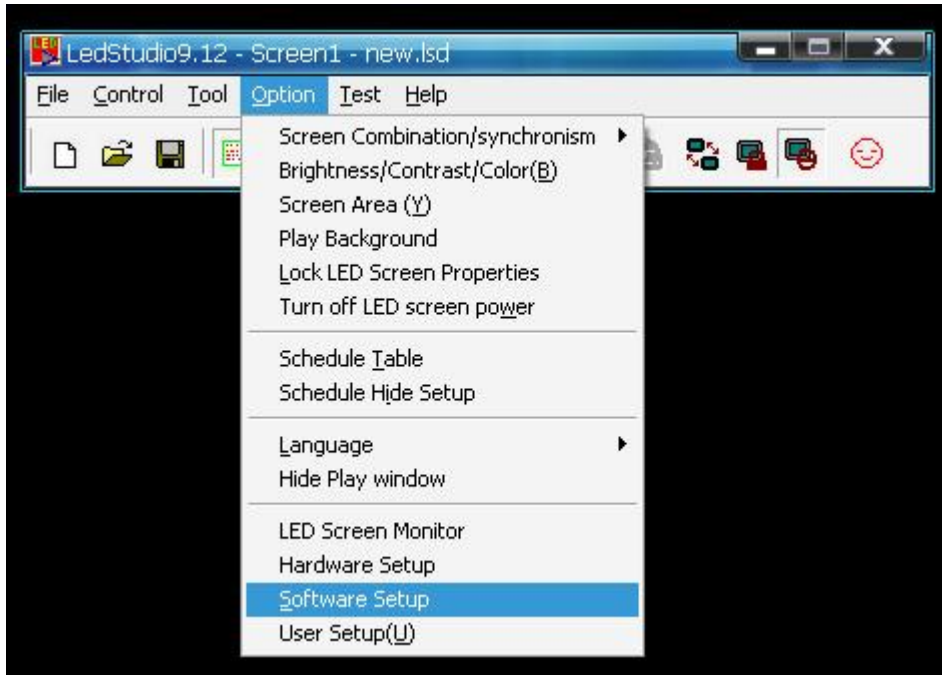 LED
LedStudio9.12 - Screen1 - new.lsd
File Control Tool Option Test Help
Screen Combination/synchronism
Brightness/Contrast/Color(B)
Screen Area (Y)
Play Background
Lock LED Screen Properties
Turn off LED screen power
Schedule Table
Schedule Hide Setup
Language
Hide Play window
LED Screen Monitor
Hardware Setup
Software Setup
User Setup(U)